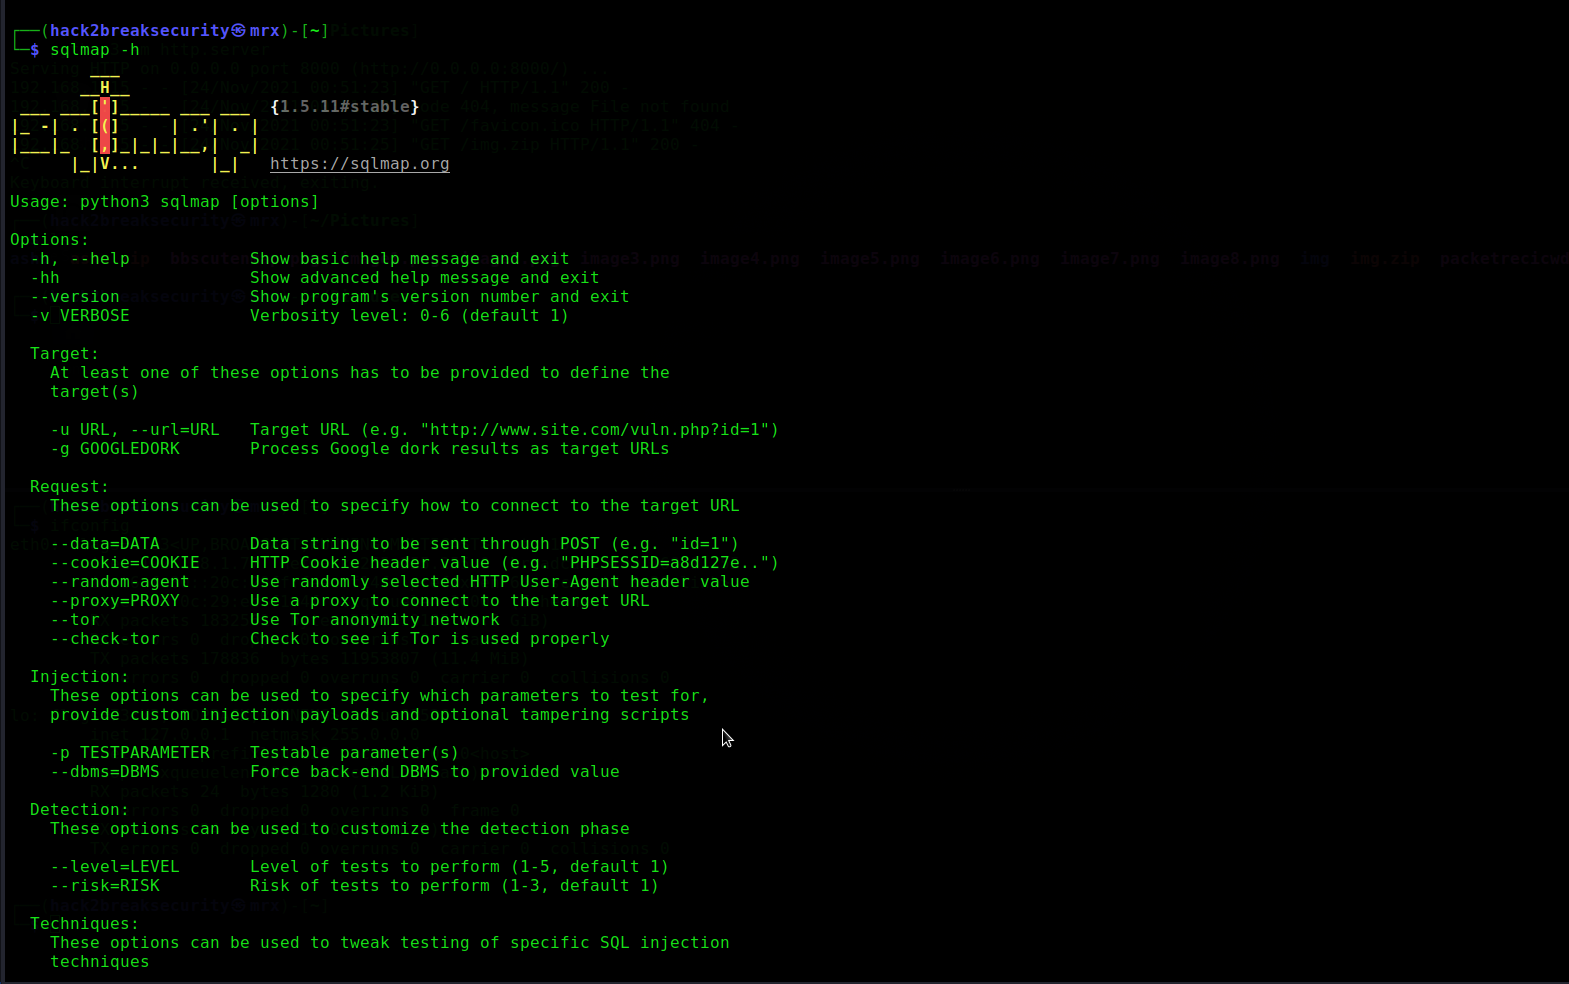 ┌──(hack2breaksecurity㉿mrx)-[~]
└─$ sqlmap -h
        ___
       __H__
 ___ ___[']_____ ___ ___  {1.5.11#stable}
|_ -| . [(]     | .'| . |
|___|_  [,]_|_|_|__,|  _|
      |_|V...       |_|   https://sqlmap.org
Usage: python3 sqlmap [options]
Options:
  -h, --help            Show basic help message and exit
  -hh                   Show advanced help message and exit
  --version             Show program's version number and exit
  -v VERBOSE            Verbosity level: 0-6 (default 1)
  Target:
    At least one of these options has to be provided to define the
    target(s)
    -u URL, --url=URL   Target URL (e.g. "http://www.site.com/vuln.php?id=1")
    -g GOOGLEDORK       Process Google dork results as target URLs
  Request:
    These options can be used to specify how to connect to the target URL
    --data=DATA         Data string to be sent through POST (e.g. "id=1")
    --cookie=COOKIE     HTTP Cookie header value (e.g. "PHPSESSID=a8d127e..")
    --random-agent      Use randomly selected HTTP User-Agent header value
    --proxy=PROXY       Use a proxy to connect to the target URL
    --tor               Use Tor anonymity network
    --check-tor         Check to see if Tor is used properly
  Injection:
    These options can be used to specify which parameters to test for,
    provide custom injection payloads and optional tampering scripts
    -p TESTPARAMETER    Testable parameter(s)
    --dbms=DBMS         Force back-end DBMS to provided value
  Detection:
    These options can be used to customize the detection phase
    --level=LEVEL       Level of tests to perform (1-5, default 1)
    --risk=RISK         Risk of tests to perform (1-3, default 1)
  Techniques:
    These options can be used to tweak testing of specific SQL injection
    techniques